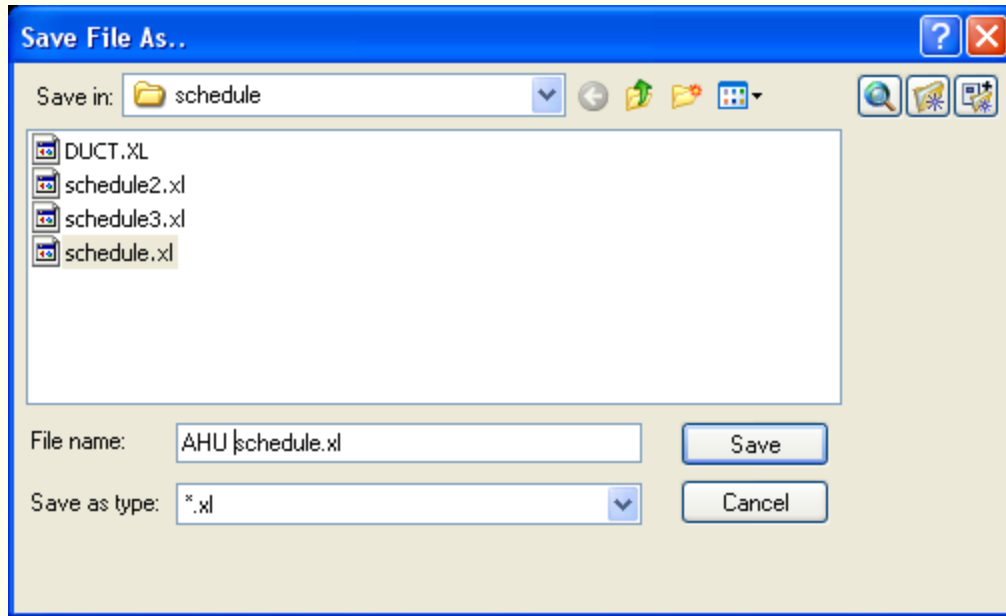 Save File As..
Save in: schedule
DUCT.XL
schedule2.xl
schedule3.xl
schedule.xl
File name: AHU schedule.xl Save
Save as type: *.xl Cancel